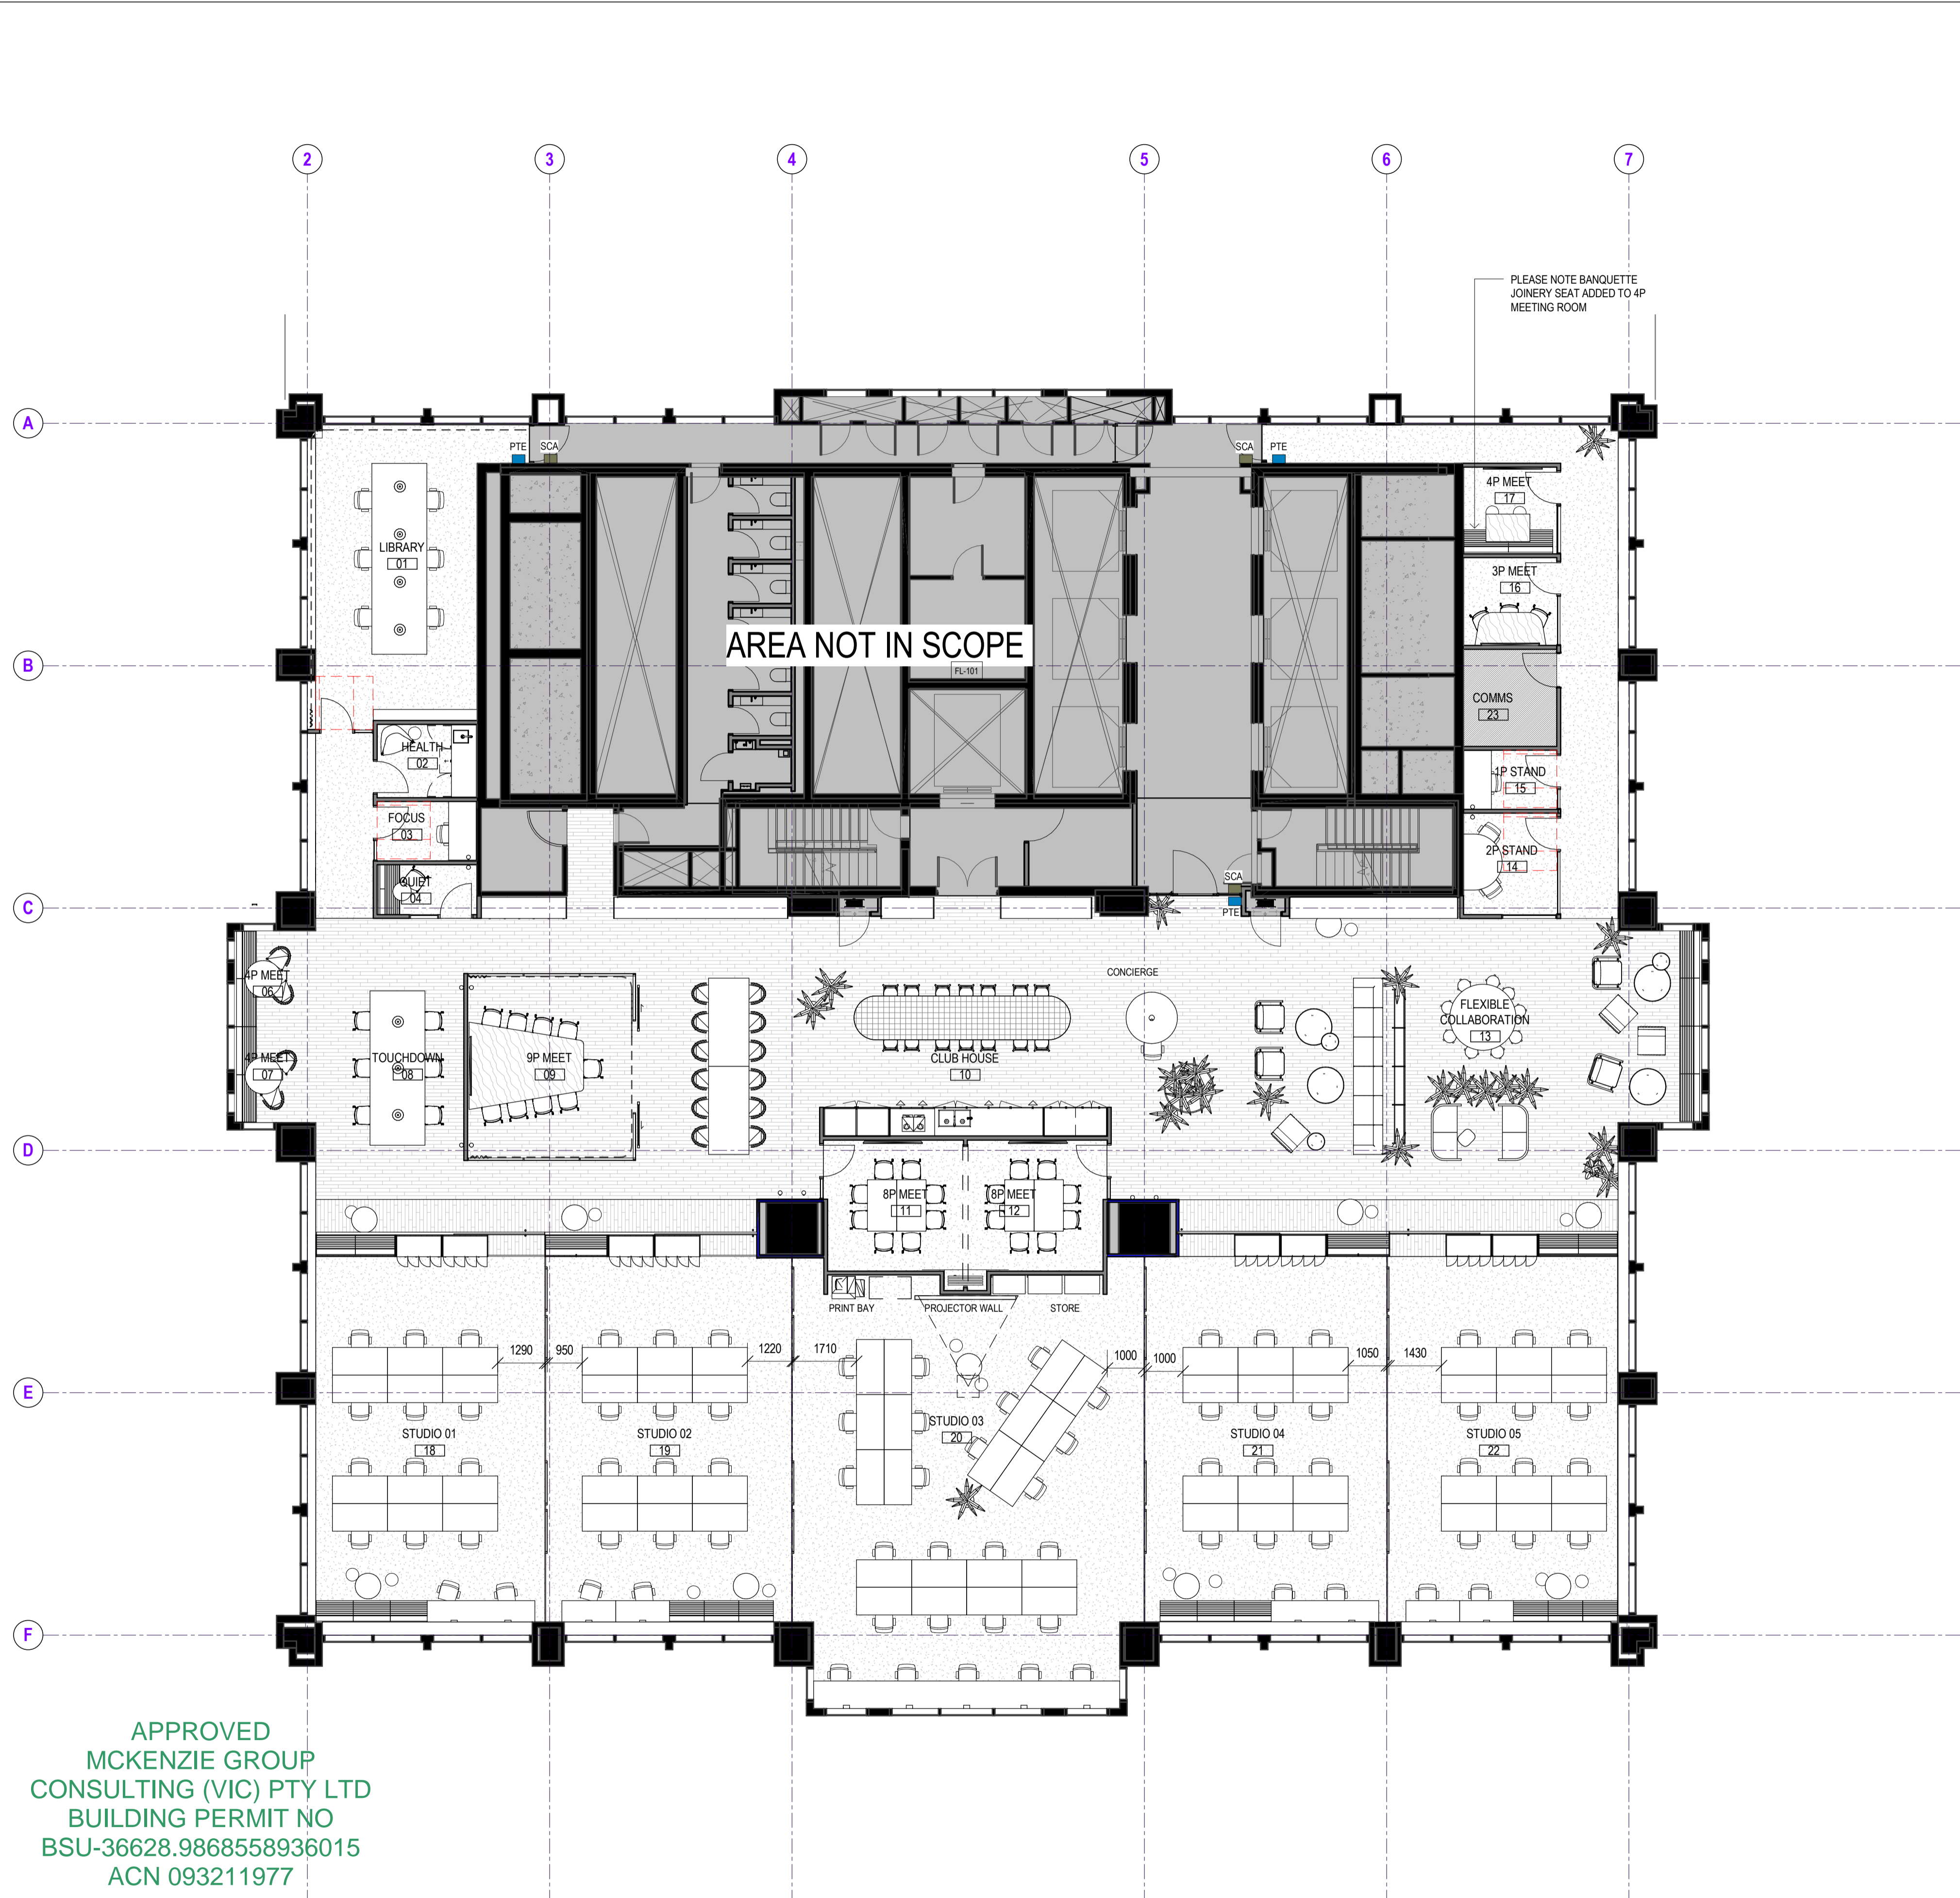 2
3
4
5
6
7
PLEASE NOTE BANQUETTE
JOINERY SEAT ADDED TO 4P
MEETING ROOM
A
PTE
SCA
SCA
PTE
4P MEET
17
LIBRARY
01
3P MEET
16
AREA NOT IN SCOPE
B
FL-101
COMMS
23
HEALTH
02
1P STAND
15
FOCUS
03
2P STAND
14
QUIET
04
SCA
PTE
C
4P MEET
06
CONCIERGE
FLEXIBLE
COLLABORATION
13
4P MEET
07
TOUCHDOWN
08
9P MEET
09
CLUB HOUSE
10
D
8P MEET
11
8P MEET
12
PRINT BAY
PROJECTOR WALL
STORE
1290
950
1220
1710
1000
1000
1050
1430
E
STUDIO 01
18
STUDIO 02
19
STUDIO 03
20
STUDIO 04
21
STUDIO 05
22
F
APPROVED
MCKENZIE GROUP
CONSULTING (VIC) PTY LTD
BUILDING PERMIT NO
BSU-36628.9868558936015
ACN 093211977